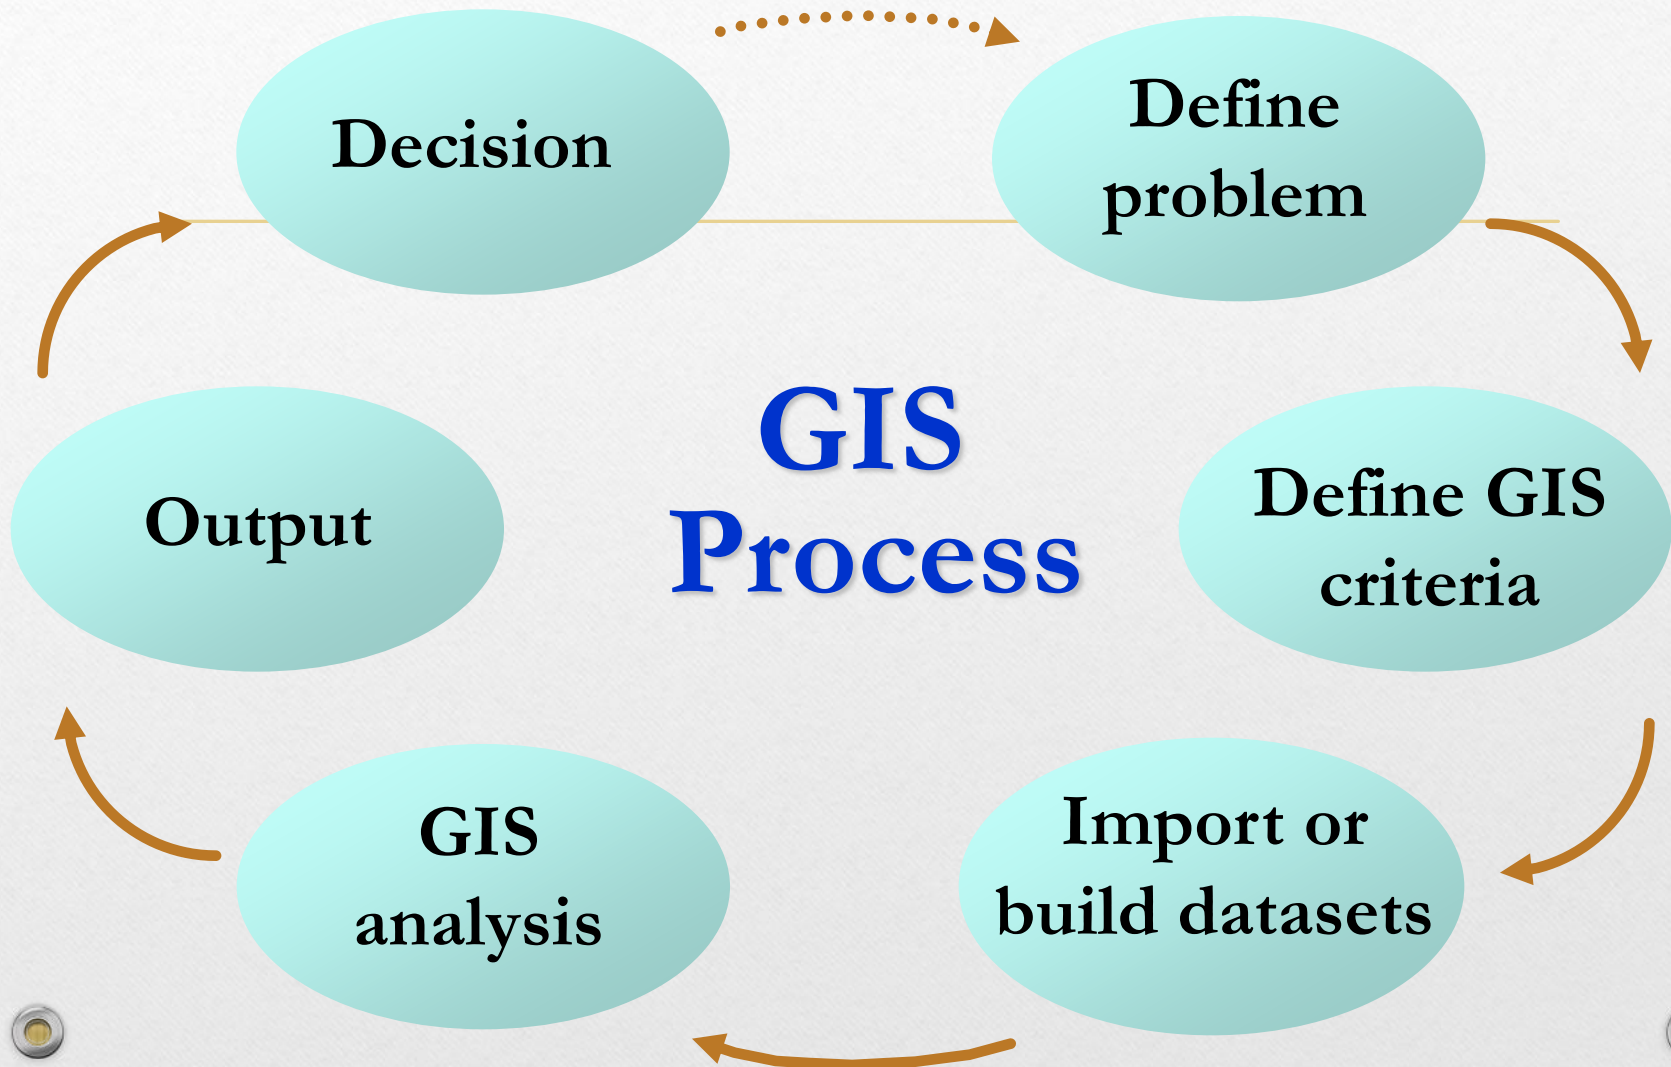 Decision
Define
problem
GIS
Process
Define GIS
criteria
Output
Import or
build datasets
GIS
analysis